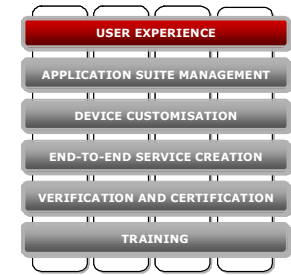 USER EXPERIENCE
APPLICATION SUITE MANAGEMENT
DEVICE CUSTOMISATION
END-TO-END SERVICE CREATION
VERIFICATION AND CERTIFICATION
TRAINING